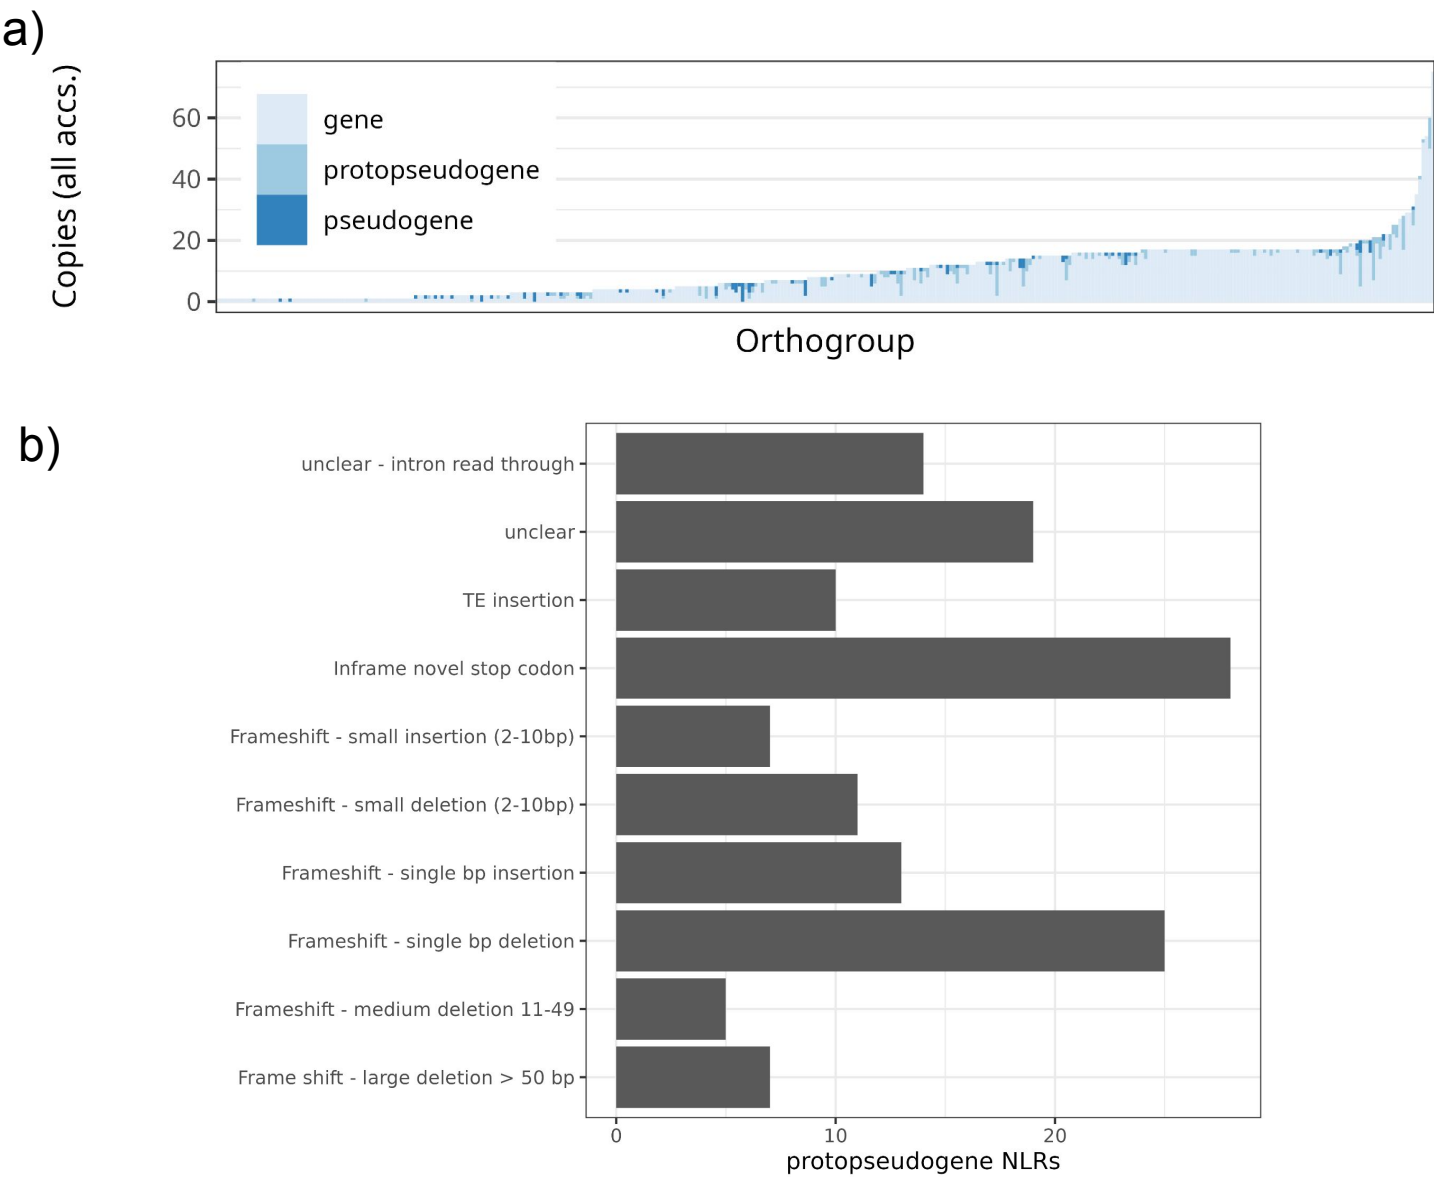 a)
Copies (all accs.)
60
40
20
0
gene
protopseudogene
pseudogene
Orthogroup
b)
unclear - intron read through
unclear
TE insertion
Inframe novel stop codon
Frameshift - small insertion (2-10bp)
Frameshift - small deletion (2-10bp)
Frameshift - single bp insertion
Frameshift - single bp deletion
Frameshift - medium deletion 11-49
Frame shift - large deletion > 50 bp
0 10 20
protopseudogene NLRs